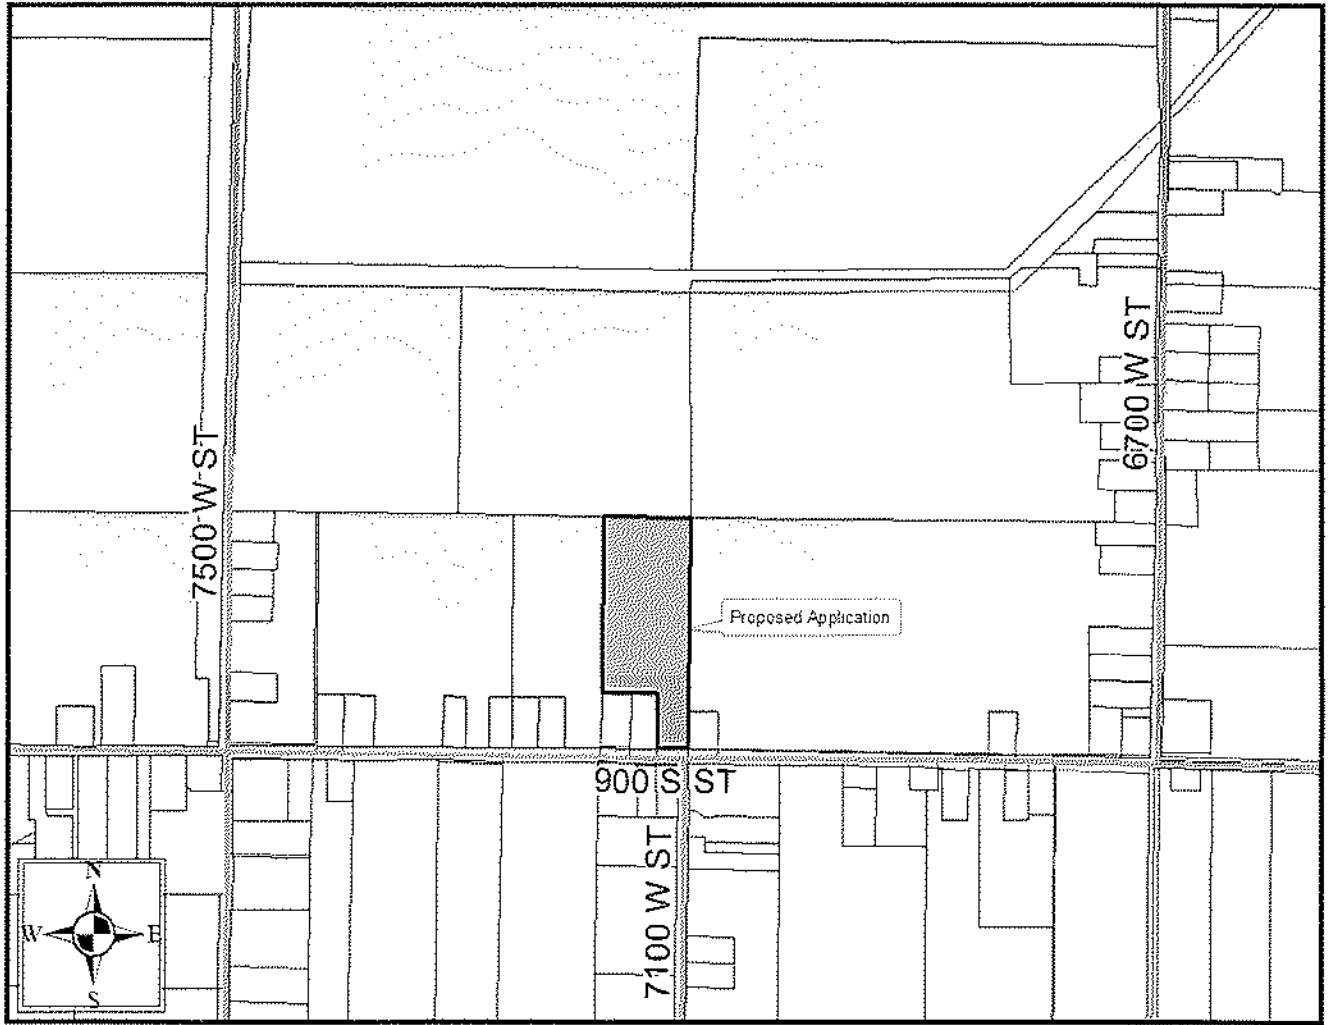 6700 W ST
7500 W ST
Proposed Application
900 S ST
7100 W ST
N
W E
S